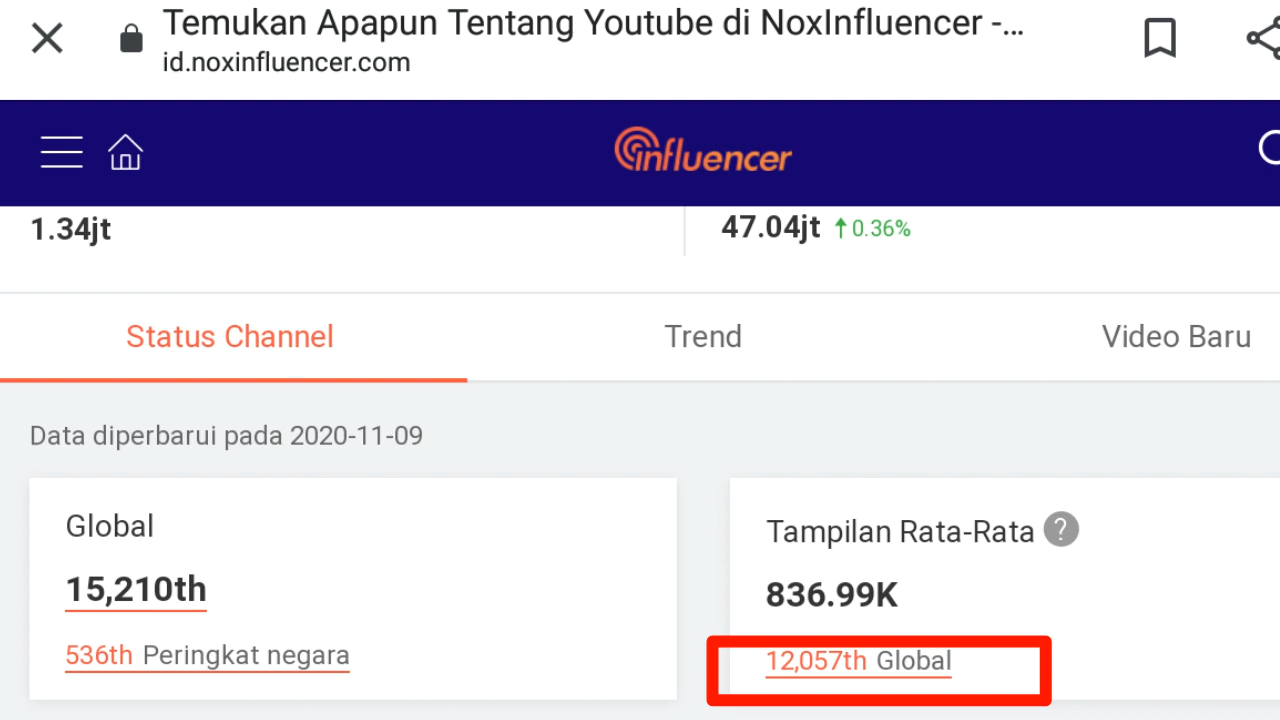 Temukan Apapun Tentang Youtube di NoxInfluencer -...
id.noxinfluencer.com
influencer
1.34jt
47.04jt ↑0.36%
Status Channel
Trend
Video Baru
Data diperbarui pada 2020-11-09
Global
15,210th
536th Peringkat negara
Tampilan Rata-Rata ?
836.99K
12,057th Global